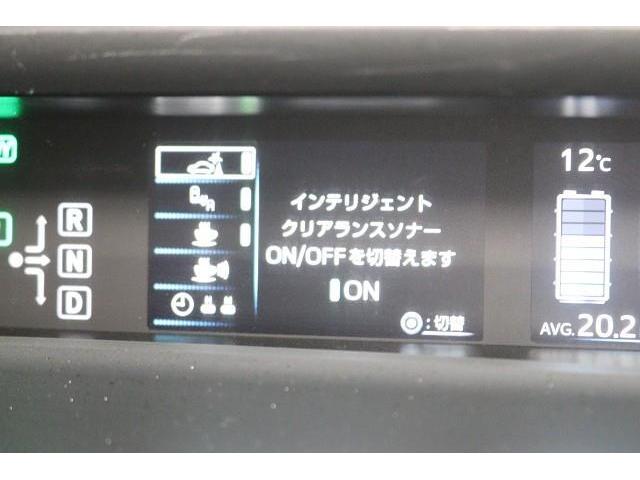 インテリジェント
クリアランスソナー
ON/OFFを切替えます
ON
:切替
R
N
D
12℃
AVG.20.2